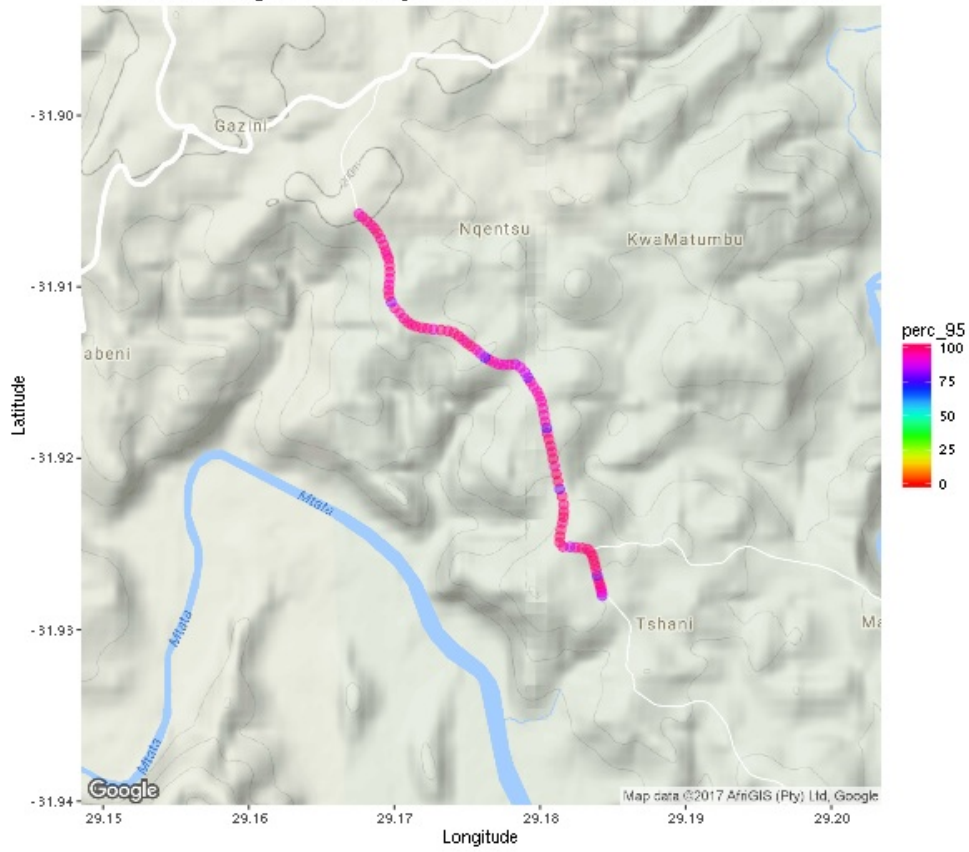 -31.90
Gazini
Nqentsu
KwaMatumbu
-31.91
perc_95
100
75
50
25
0
abeni
Latitude
-31.92
Mtata
-31.93
Mtata
Tshani
Ma
Mtata
Google
Map data ©2017 AfriGIS (Pty) Ltd, Google
-31.94
29.15
29.16
29.17
29.18
29.19
29.20
Longitude